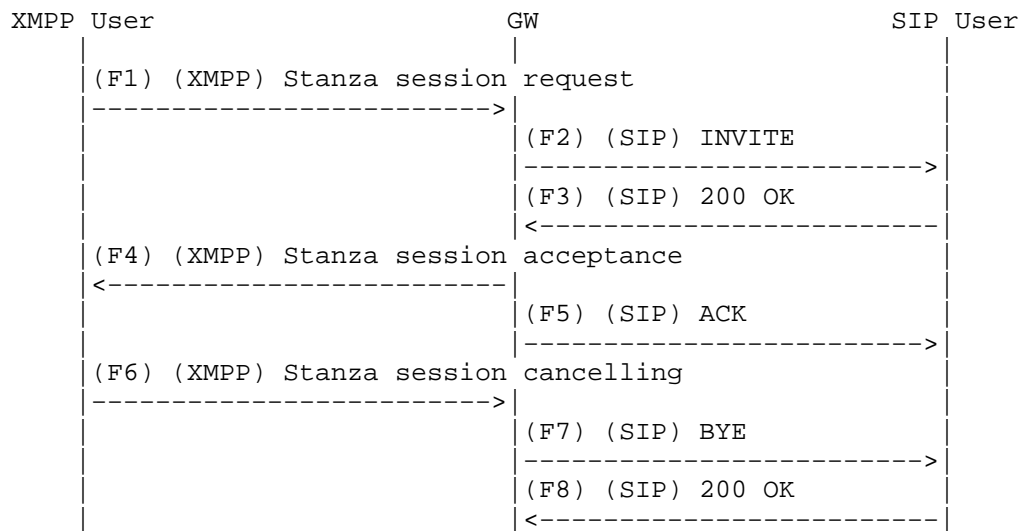 XMPP User GW SIP User
(F1) (XMPP) Stanza session request
(F2) (SIP) INVITE
(F3) (SIP) 200 OK
(F4) (XMPP) Stanza session acceptance
(F5) (SIP) ACK
(F6) (XMPP) Stanza session cancelling
(F7) (SIP) BYE
(F8) (SIP) 200 OK